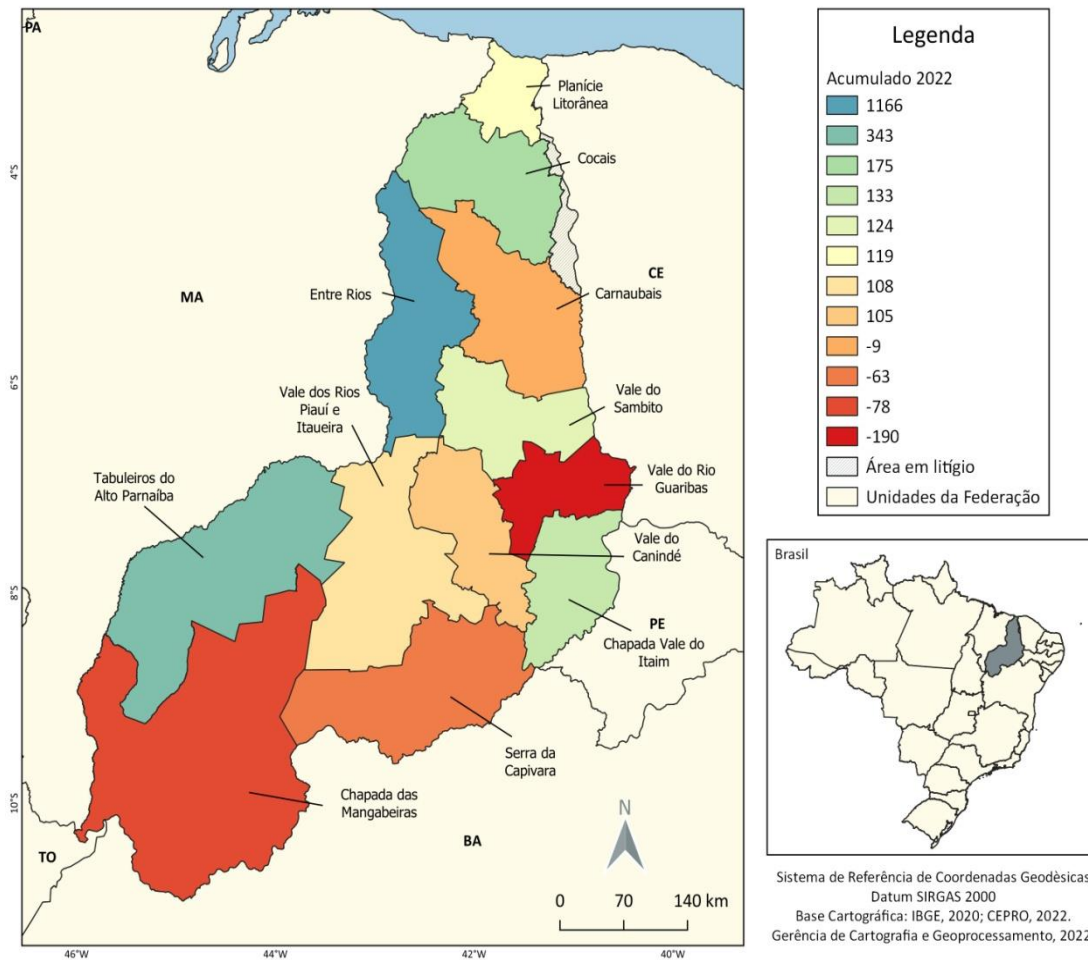 PA
Planície
Litorânea
Cocais
4°S
CE
MA
Entre Rios
Carnaubais
6°S
Vale dos Rios
Piauí e
Itaueira
Vale do
Sambito
Tabuleiros do
Alto Parnaíba
Vale do Rio
Guaribas
Vale do
Canindé
8°S
PE
Chapada Vale do
Itaim
Serra da
Capivara
Chapada das
Mangabeiras
10°S
TO
BA
N
0 70 140 km
46°W 44°W 42°W 40°W
Legenda
Acumulado 2022
1166
343
175
133
124
119
108
105
-9
-63
-78
-190
Área em litígio
Unidades da Federação
Brasil
Sistema de Referência de Coordenadas Geodèsicas
Datum SIRGAS 2000
Base Cartográfica: IBGE, 2020; CEPRO, 2022.
Gerência de Cartografia e Geoprocessamento, 2022